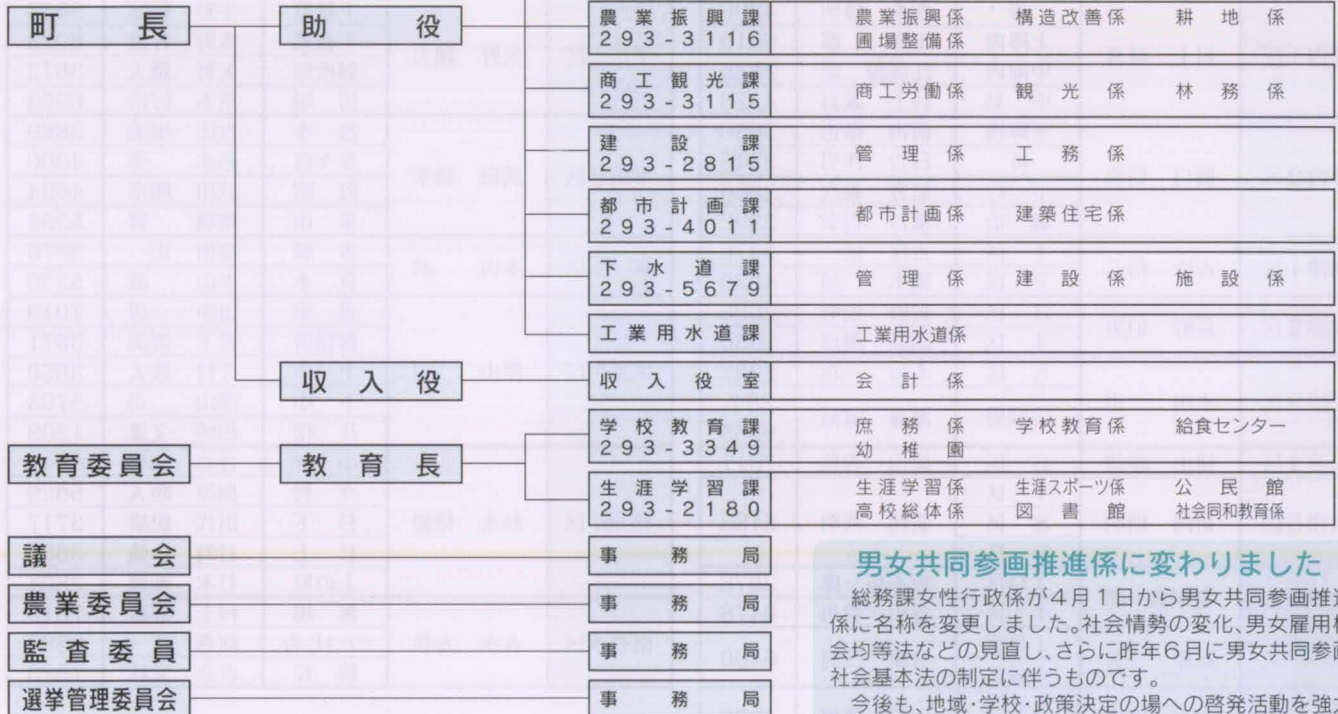 町長
助役
農業振興課
293-3116
農業振興係 構造改善係 耕地係
圃場整備係
商工観光課
293-3115
商工労働係 観光係 林務係
建設課
293-2815
管理係 工務係
都市計画課
293-4011
都市計画係 建築住宅係
下水道課
293-5679
管理係 建設係 施設係
工業用水道課
工業用水道係
収入役
収入役室
会計係
教育委員会
教育長
学校教育課
293-3349
庶務係 学校教育係 給食センター
幼稚園
生涯学習課
293-2180
生涯学習係 生涯スポーツ係 公民館
高校総体係 図書館 社会同和教育係
議会
事務局
農業委員会
事務局
監査委員
事務局
選挙管理委員会
事務局
男女共同参画推進係に変わりました
総務課女性行政係が4月1日から男女共同参画推進
係に名称を変更しました。社会情勢の変化、男女雇用機
会均等法などの見直し、さらに昨年6月に男女共同参画
社会基本法の制定に伴うものです。
今後も、地域・学校・政策決定の場への啓発活動を強